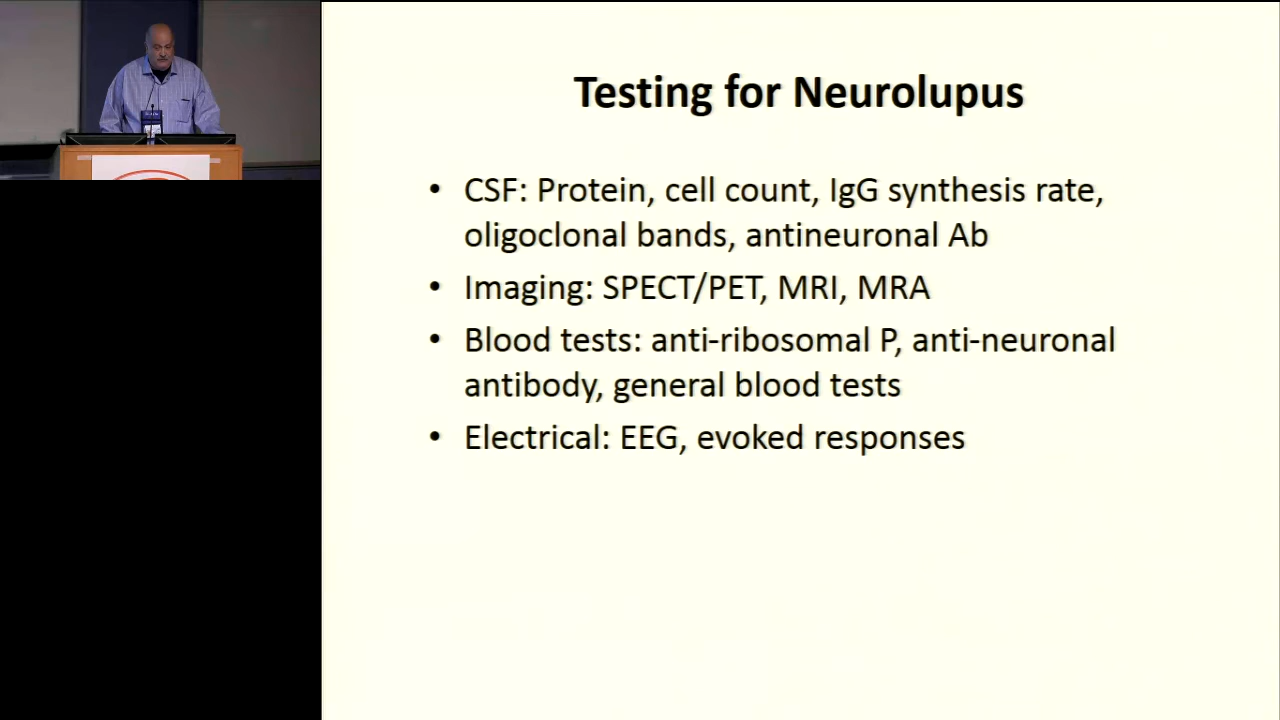 Testing for Neurolupus
• CSF: Protein, cell count, IgG synthesis rate,
oligoclonal bands, antineuronal Ab
• Imaging: SPECT/PET, MRI, MRA
• Blood tests: anti-ribosomal P, anti-neuronal
antibody, general blood tests
• Electrical: EEG, evoked responses